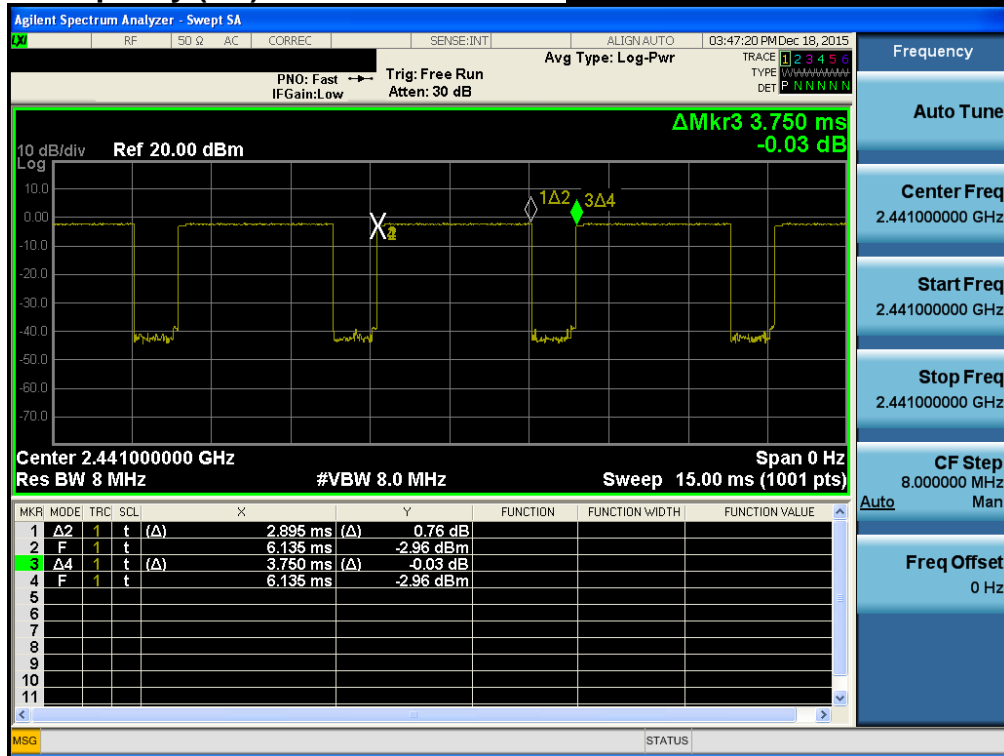 Agilent Spectrum Analyzer - Swept SA
LXI RF 50 Ω AC CORREC SENSE:INT ALIGN AUTO 03:47:20 PM Dec 18, 2015
Avg Type: Log-Pwr
TRACE 1 2 3 4 5 6
TYPE W
DET P N N N N N
PNO: Fast
IFGain:Low
Trig: Free Run
Atten: 30 dB
ΔMkr3 3.750 ms
-0.03 dB
10 dB/div Ref 20.00 dBm
Log
10.0
0.00
-10.0
-20.0
-30.0
-40.0
-50.0
-60.0
-70.0
1Δ2
3Δ4
Center 2.441000000 GHz Span 0 Hz
Res BW 8 MHz #VBW 8.0 MHz Sweep 15.00 ms (1001 pts)
MKR MODE TRC SCL X Y FUNCTION FUNCTION WIDTH FUNCTION VALUE
1 Δ2 1 t (Δ) 2.895 ms (Δ) 0.76 dB
2 F 1 t 6.135 ms -2.96 dBm
3 Δ4 1 t (Δ) 3.750 ms (Δ) -0.03 dB
4 F 1 t 6.135 ms -2.96 dBm
5
6
7
8
9
10
11
MSG STATUS
Frequency
Auto Tune
Center Freq
2.441000000 GHz
Start Freq
2.441000000 GHz
Stop Freq
2.441000000 GHz
CF Step
8.000000 MHz
Auto Man
Freq Offset
0 Hz